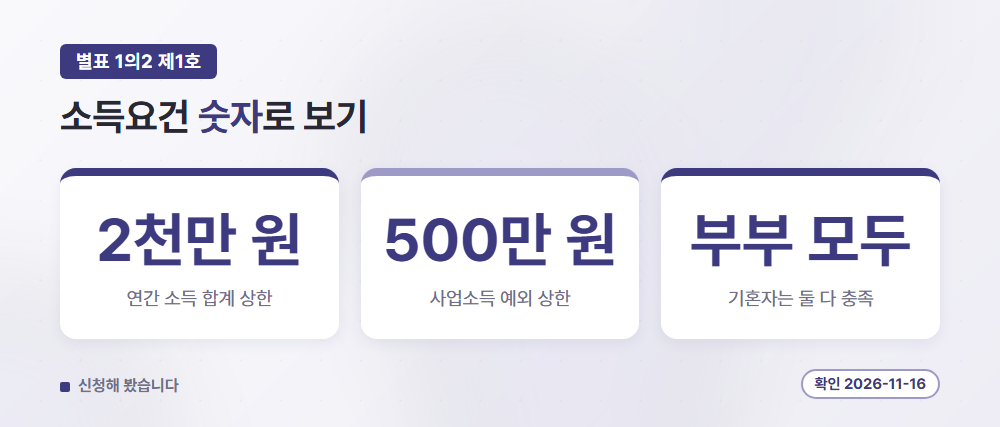 별표 1의2 제1호
소득요건 숫자로 보기
2천만 원
연간 소득 합계 상한
500만 원
사업소득 예외 상한
부부 모두
기혼자는 둘 다 충족
신청해 봤습니다
확인 2026-11-16